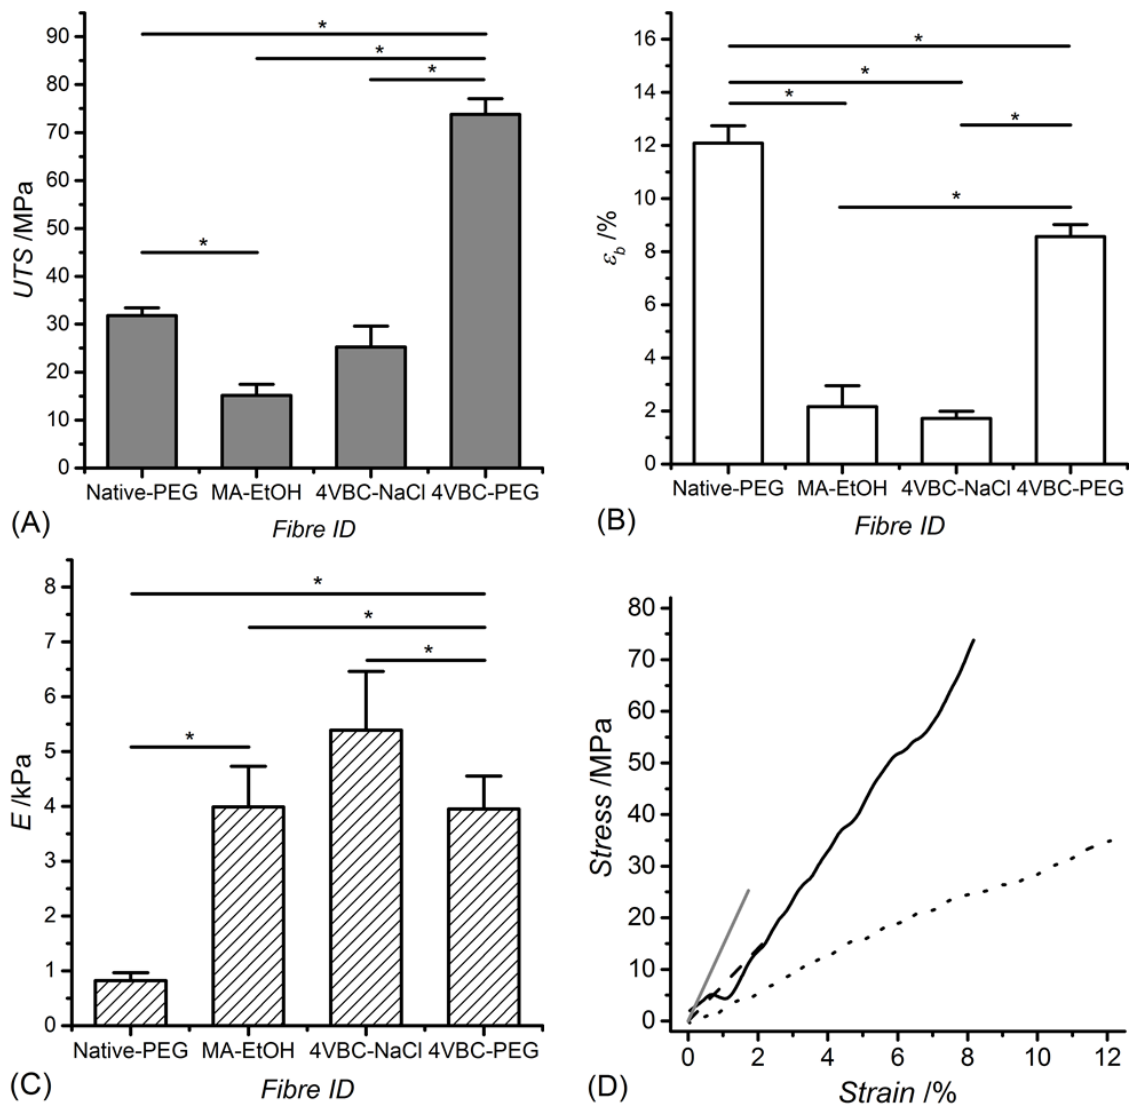 UTS /MPa
90
80
70
60
50
40
30
20
10
0
* * * *
Native-PEG MA-EtOH 4VBC-NaCl 4VBC-PEG
Fibre ID
(A)
εb /%
16
14
12
10
8
6
4
2
0
* * * * *
Native-PEG MA-EtOH 4VBC-NaCl 4VBC-PEG
Fibre ID
(B)
E /kPa
8
7
6
5
4
3
2
1
0
* * * *
Native-PEG MA-EtOH 4VBC-NaCl 4VBC-PEG
Fibre ID
(C)
Stress /MPa
80
70
60
50
40
30
20
10
0
0 2 4 6 8 10 12
Strain /%
(D)